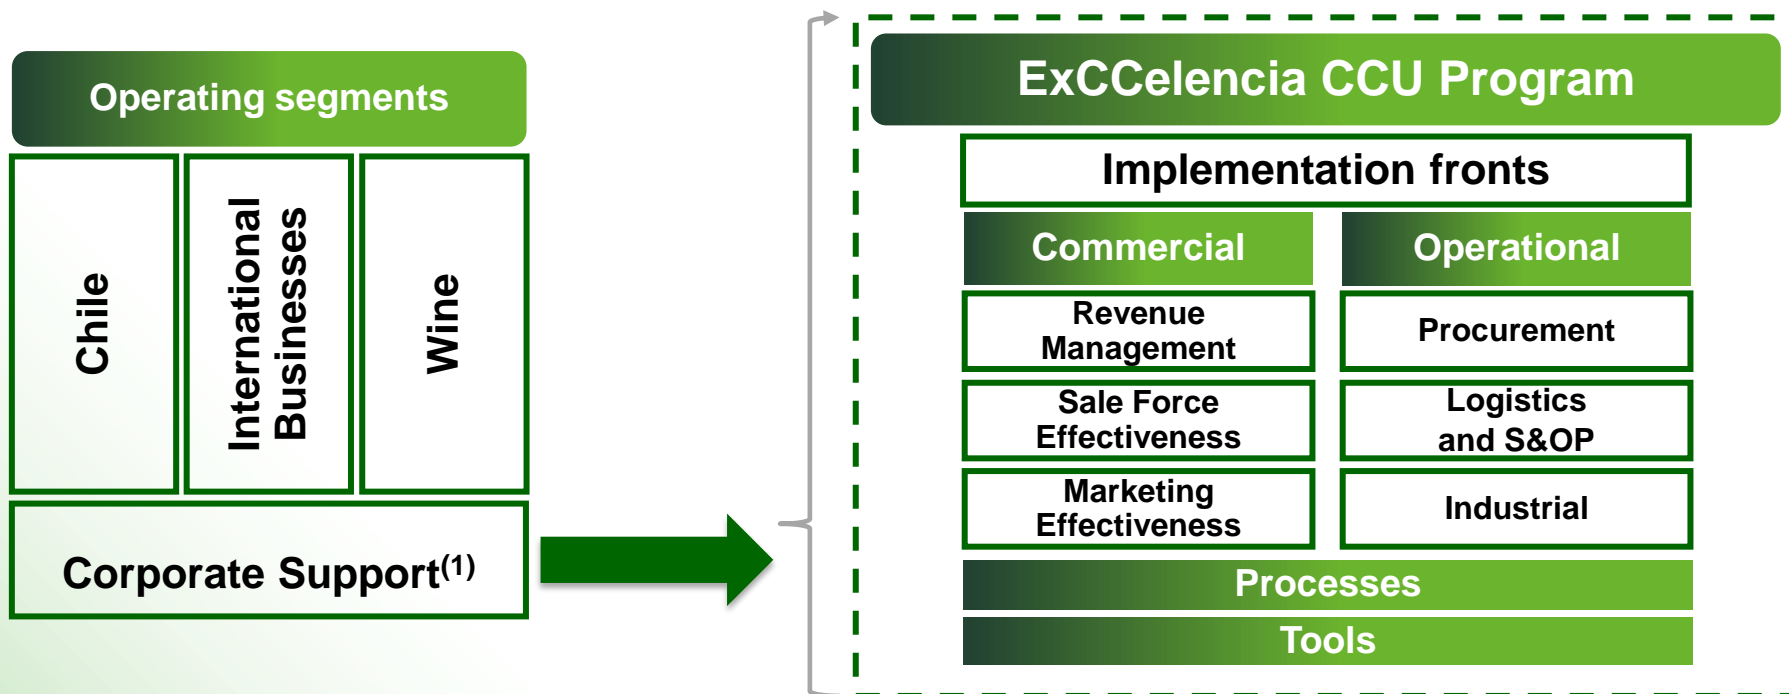 Operating segments
Chile
International
Businesses
Wine
Corporate Support(1)
ExCCelencia CCU Program
Implementation fronts
Commercial
Operational
Revenue
Management
Procurement
Sale Force
Effectiveness
Logistics
and S&OP
Marketing
Effectiveness
Industrial
Processes
Tools